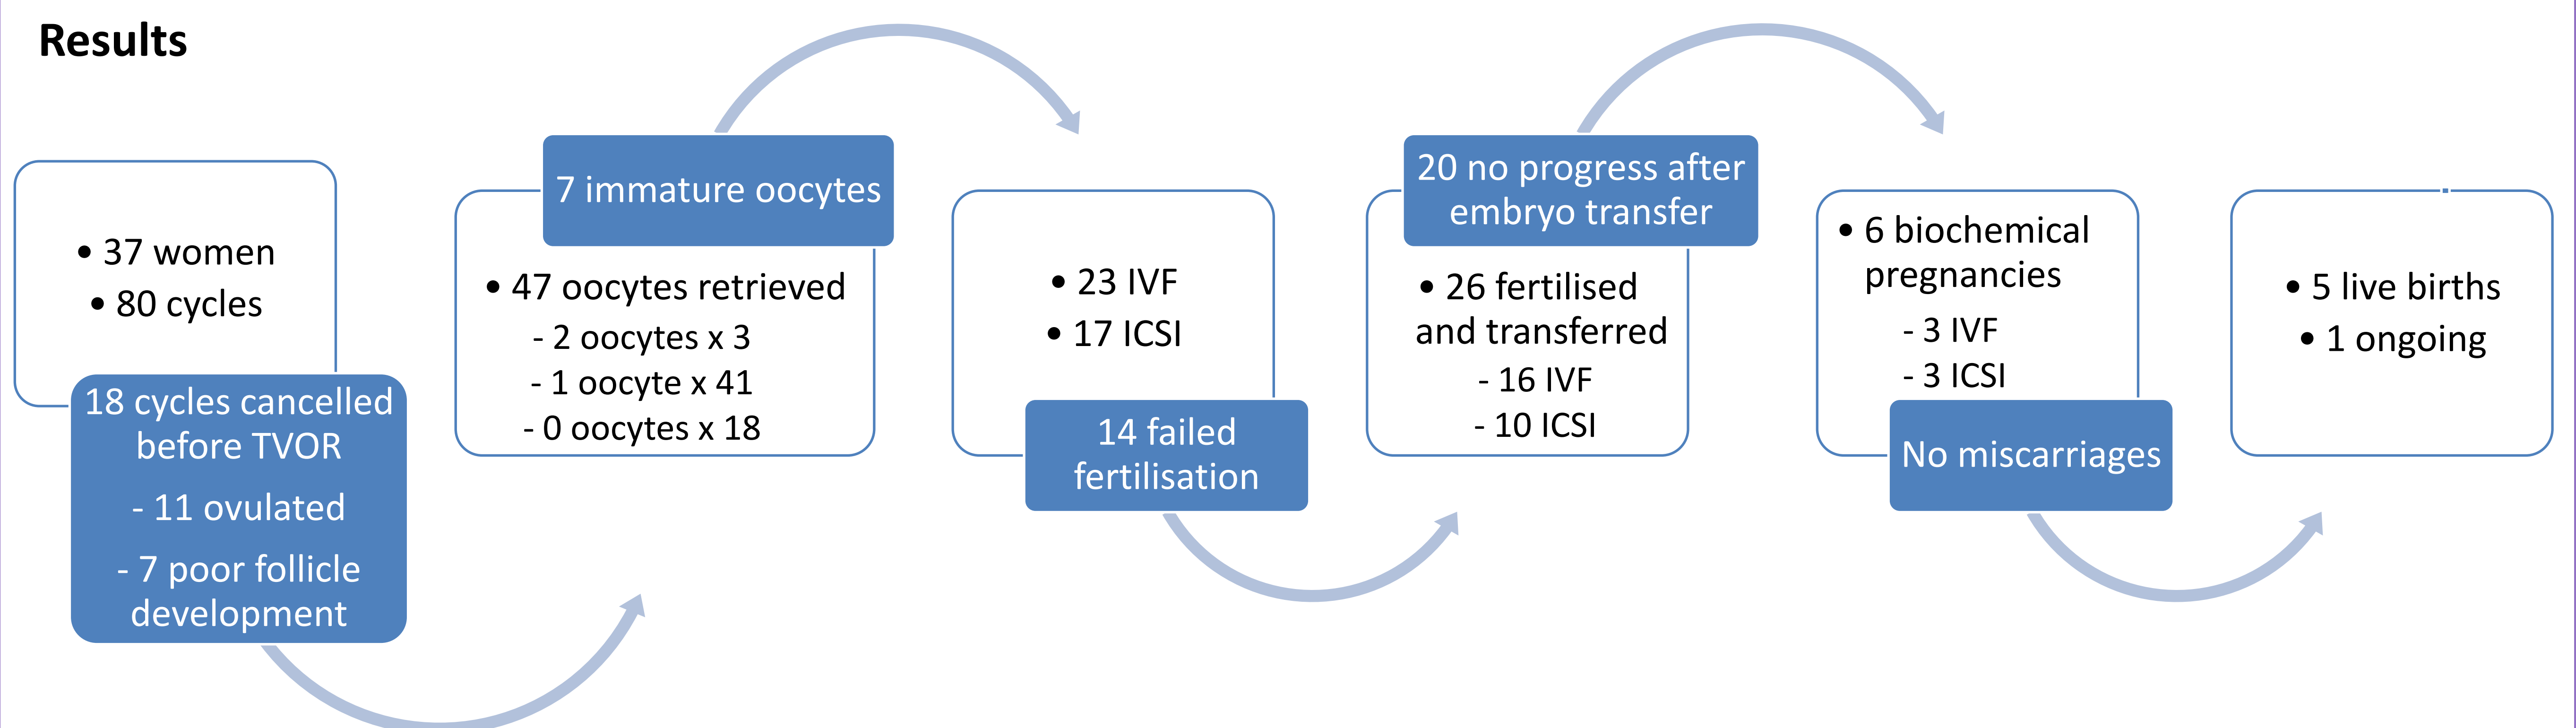 Results
• 37 women
• 80 cycles
18 cycles cancelled
before TVOR
- 11 ovulated
- 7 poor follicle
development
7 immature oocytes
• 47 oocytes retrieved
- 2 oocytes x 3
- 1 oocyte x 41
- 0 oocytes x 18
• 23 IVF
• 17 ICSI
14 failed
fertilisation
20 no progress after
embryo transfer
• 26 fertilised
and transferred
- 16 IVF
- 10 ICSI
• 6 biochemical
pregnancies
- 3 IVF
- 3 ICSI
No miscarriages
• 5 live births
• 1 ongoing